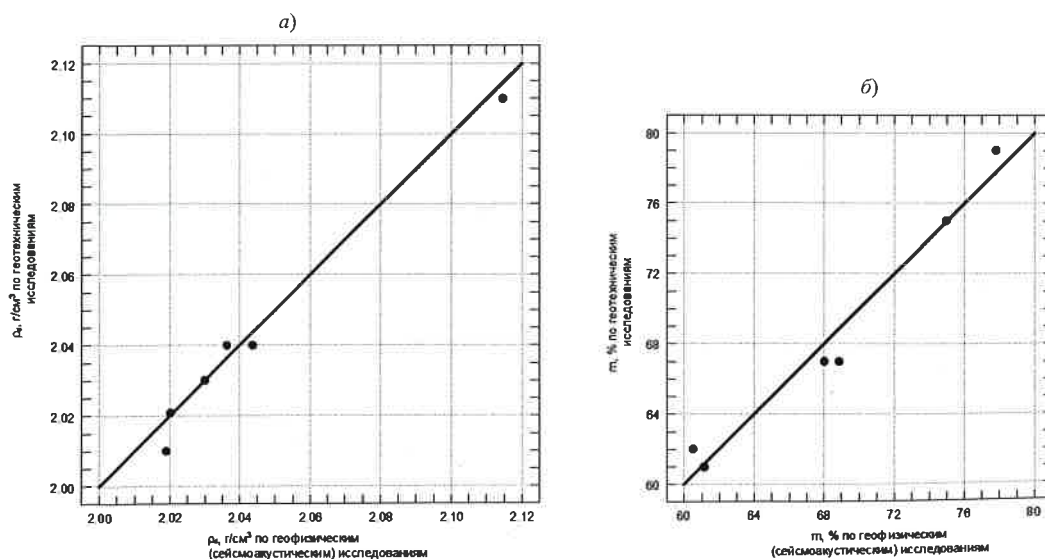 а)
2.12
2.10
2.08
2.06
2.04
2.02
2.00
ρ₀, г/см³ по геотехническим
исследованиям
2.00 2.02 2.04 2.06 2.08 2.10 2.12
г/см³ по геофизическим
(сейсмоакустическим) исследованиям
б)
80
76
72
68
64
60
m, % по геотехническим
исследованиям
60 64 68 72 76 80
m, % по геофизическим
(сейсмоакустическим) исследованиям